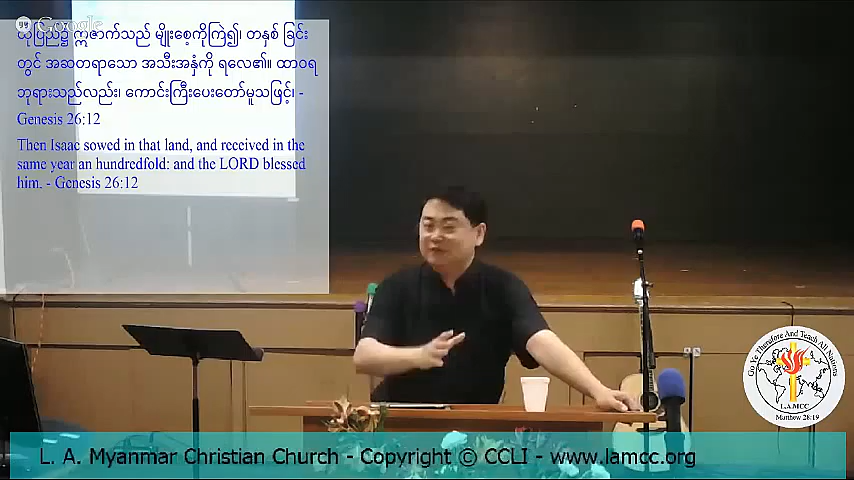 Google
ထိုပြည်၌ ဣဇာက်သည် မျိုးစေ့ကိုကြဲ၍၊ တနှစ် ခြင်း
တွင် အဆတရာသော အသီးအနှံကို ရလေ၏။ ထာဝရ
ဘုရားသည်လည်း၊ ကောင်းကြီးပေးတော်မူသဖြင့်၊ -
Genesis 26:12
Then Isaac sowed in that land, and received in the
same year an hundredfold: and the LORD blessed
him. - Genesis 26:12
Go Ye Therefore And Teach All Nations
L.A.M.C.C
Matthew 28:19
L. A. Myanmar Christian Church - Copyright © CCLI - www.lamcc.org